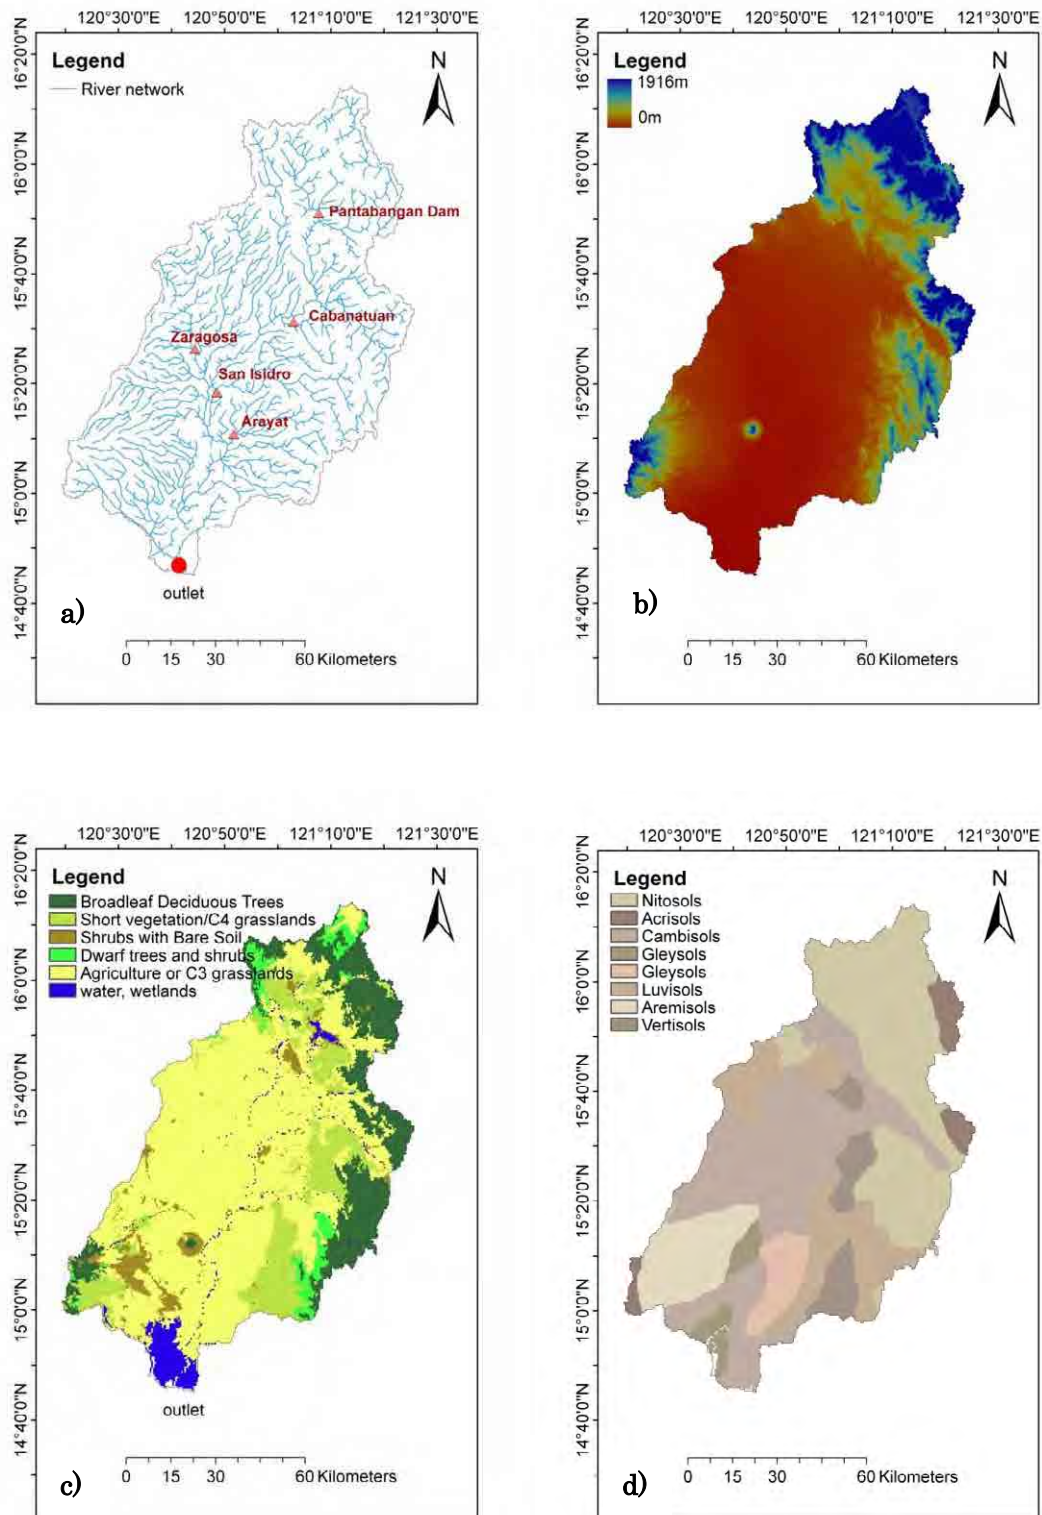 120°30'0"E 120°50'0"E 121°10'0"E 121°30'0"E
16°20'0"N
16°0'0"N
15°40'0"N
15°20'0"N
15°0'0"N
14°40'0"N
Legend
River network
N
Pantabangan Dam
Cabanatuan
Zaragosa
San Isidro
Arayat
outlet
a)
0 15 30 60 Kilometers
120°30'0"E 120°50'0"E 121°10'0"E 121°30'0"E
16°20'0"N
16°0'0"N
15°40'0"N
15°20'0"N
15°0'0"N
14°40'0"N
Legend
1916m
0m
N
b)
0 15 30 60 Kilometers
120°30'0"E 120°50'0"E 121°10'0"E 121°30'0"E
16°20'0"N
16°0'0"N
15°40'0"N
15°20'0"N
15°0'0"N
14°40'0"N
Legend
Broadleaf Deciduous Trees
Short vegetation/C4 grasslands
Shrubs with Bare Soil
Dwarf trees and shrubs
Agriculture or C3 grasslands
water, wetlands
N
outlet
c)
0 15 30 60 Kilometers
120°30'0"E 120°50'0"E 121°10'0"E 121°30'0"E
16°20'0"N
16°0'0"N
15°40'0"N
15°20'0"N
15°0'0"N
14°40'0"N
Legend
Nitosols
Acrisols
Cambisols
Gleysols
Gleysols
Luvisols
Aremisols
Vertisols
N
d)
0 15 30 60 Kilometers